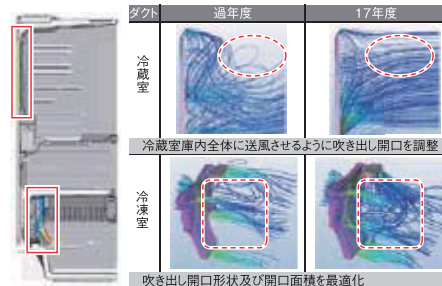 ダクト 過年度 17年度
冷蔵室
冷蔵室庫内全体に送風させるように吹き出し開口を調整
冷凍室
吹き出し開口形状及び開口面積を最適化